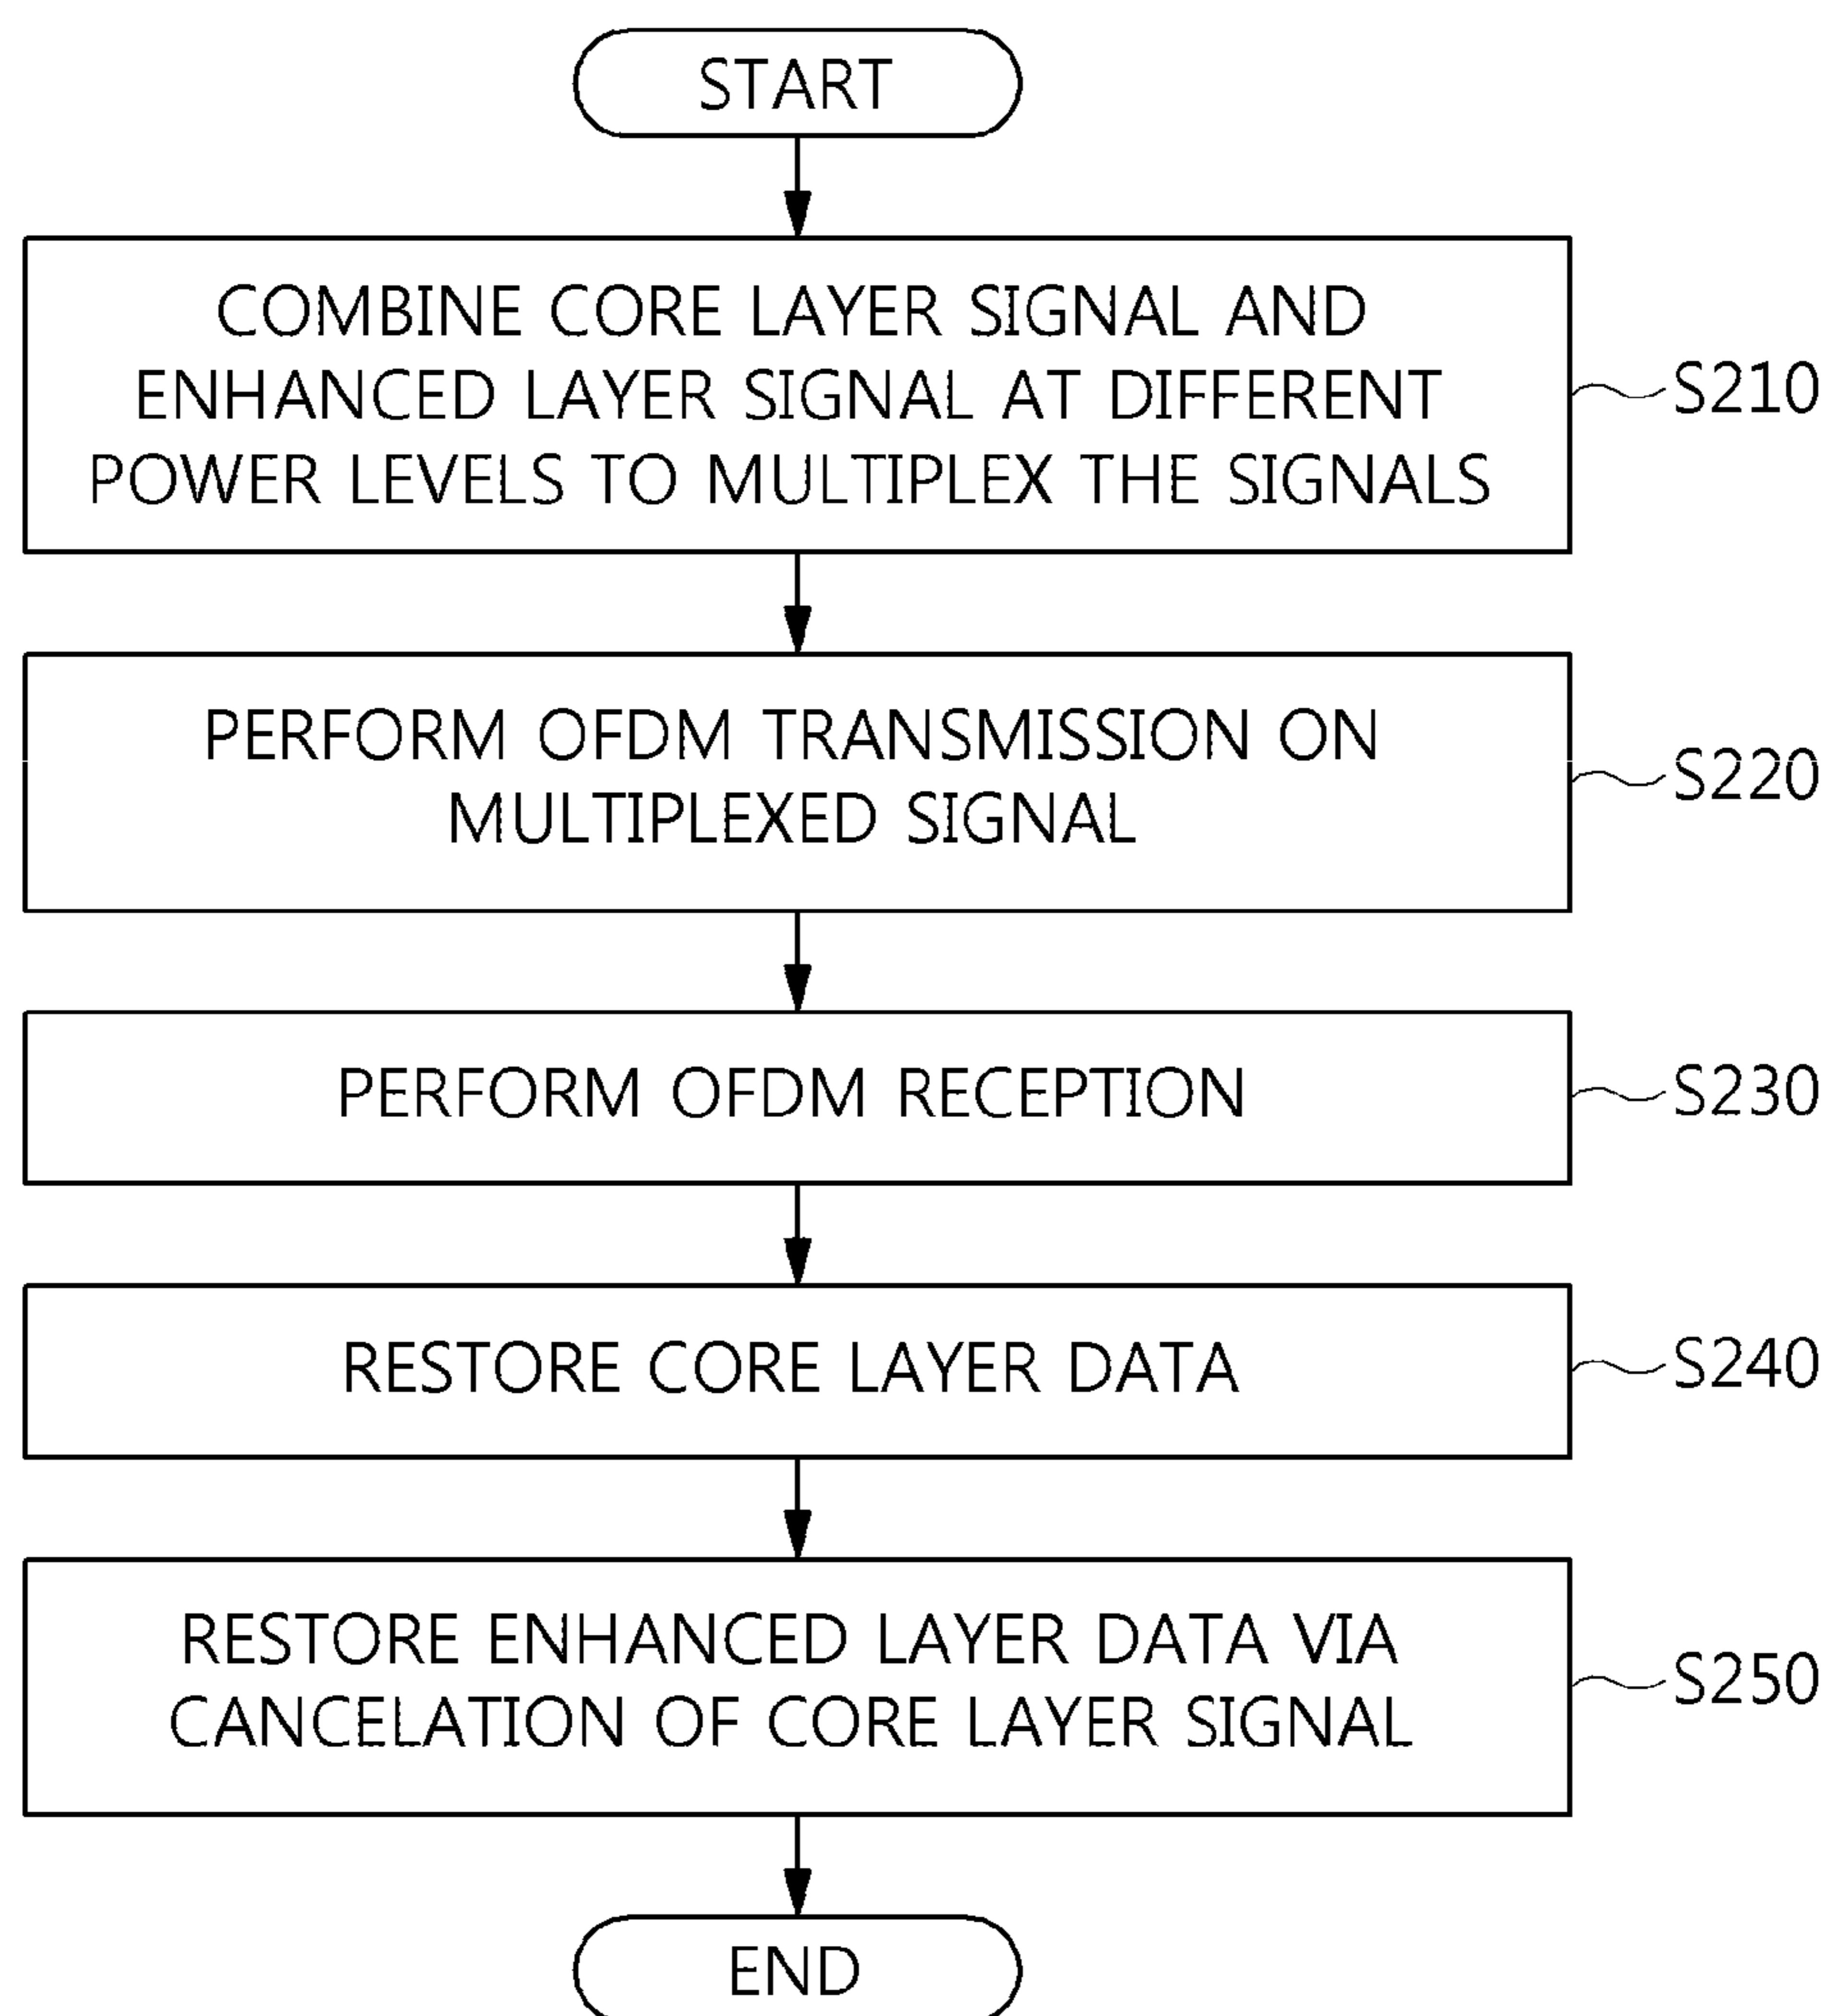 START
COMBINE CORE LAYER SIGNAL AND
ENHANCED LAYER SIGNAL AT DIFFERENT
POWER LEVELS TO MULTIPLEX THE SIGNALS
S210
PERFORM OFDM TRANSMISSION ON
MULTIPLEXED SIGNAL
S220
PERFORM OFDM RECEPTION
S230
RESTORE CORE LAYER DATA
S240
RESTORE ENHANCED LAYER DATA VIA
CANCELATION OF CORE LAYER SIGNAL
S250
END